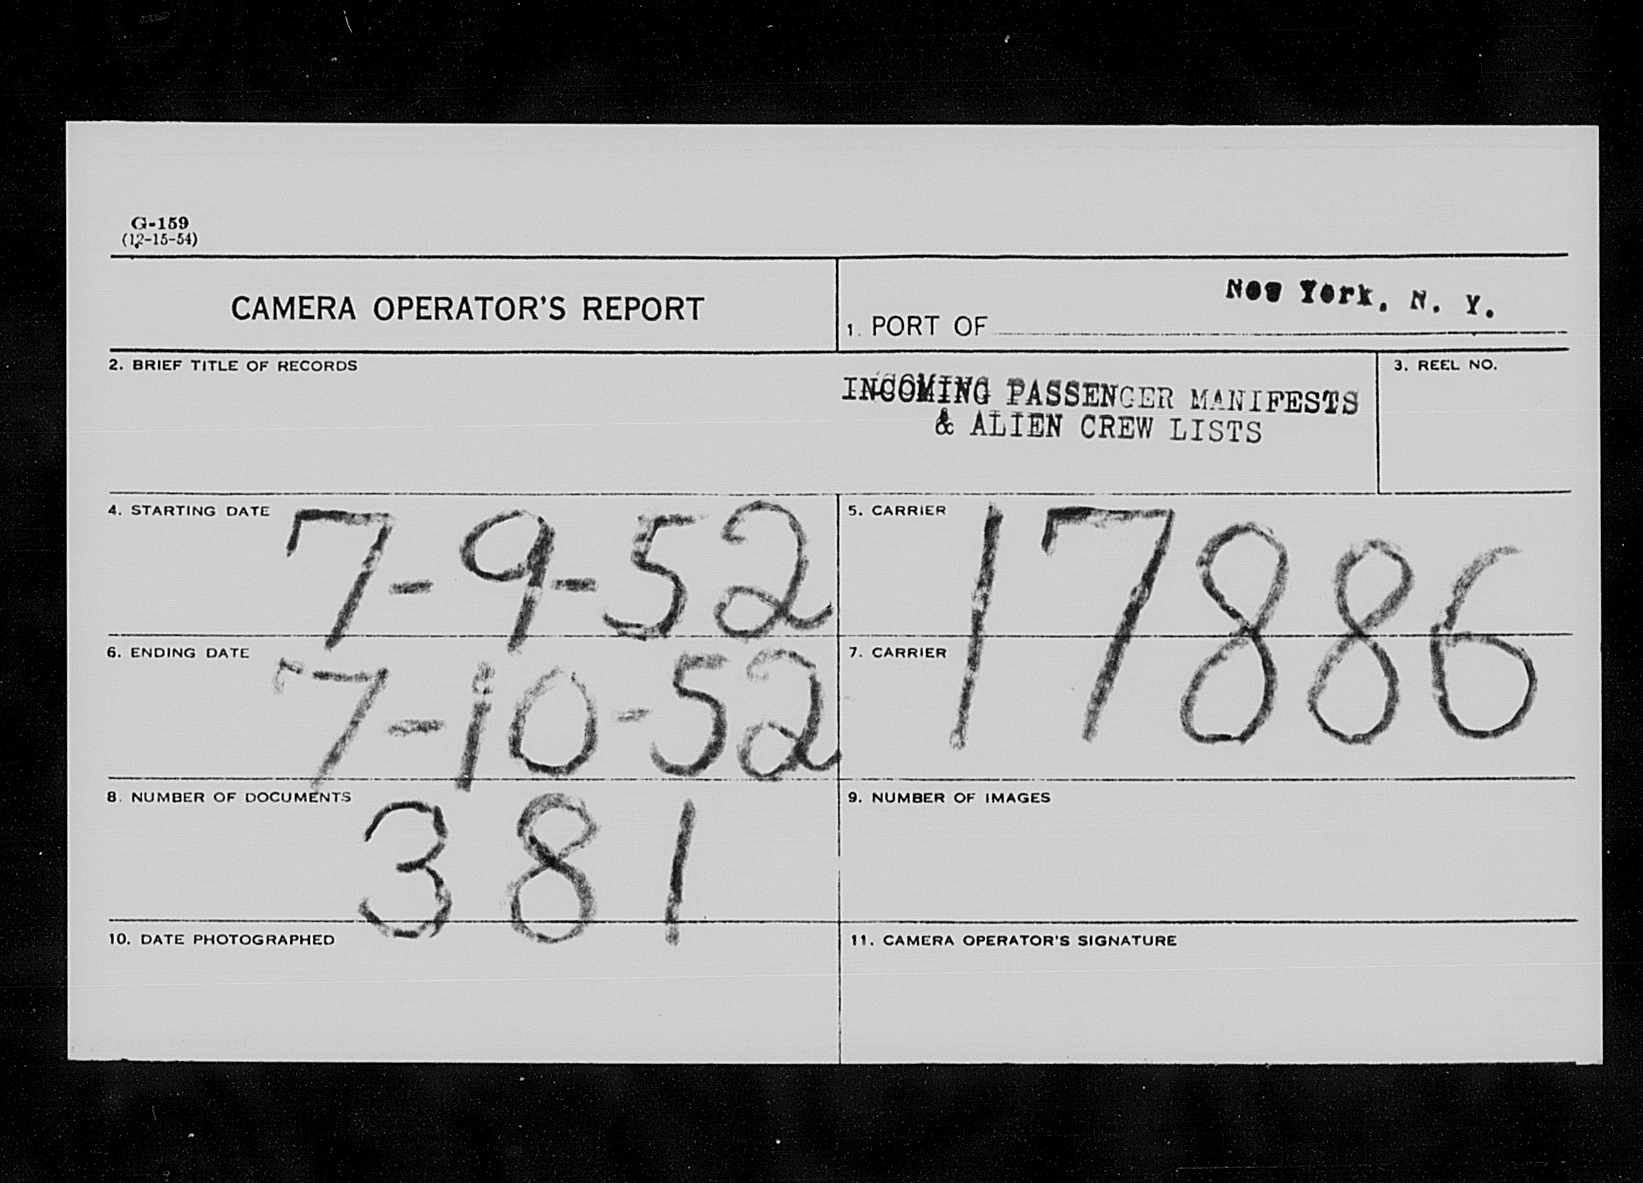 G-159
(12-15-54)
CAMERA OPERATOR'S REPORT
1. PORT OF New York, N. Y.
2. BRIEF TITLE OF RECORDS
INCOMING PASSENGER MANIFESTS
& ALIEN CREW LISTS
3. REEL NO.
4. STARTING DATE 7-9-52
5. CARRIER 17886
6. ENDING DATE 7-10-52
7. CARRIER
8. NUMBER OF DOCUMENTS 381
9. NUMBER OF IMAGES
10. DATE PHOTOGRAPHED
11. CAMERA OPERATOR'S SIGNATURE